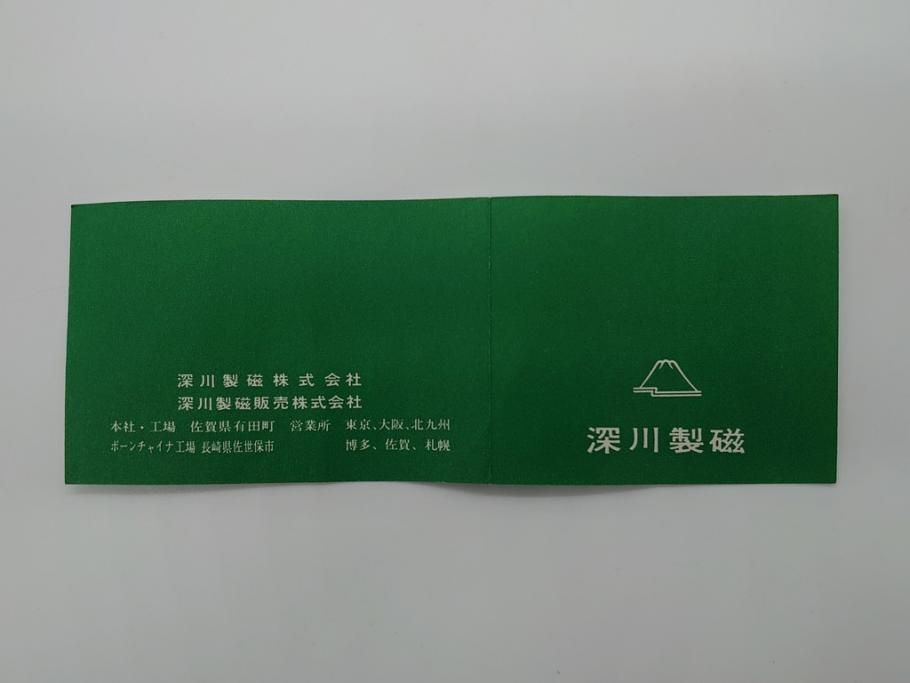 深川製磁株式会社
深川製磁販売株式会社
本社・工場 佐賀県有田町 営業所 東京、大阪、北九州
ボーンチャイナ工場 長崎県佐世保市 博多、佐賀、札幌
深川製磁